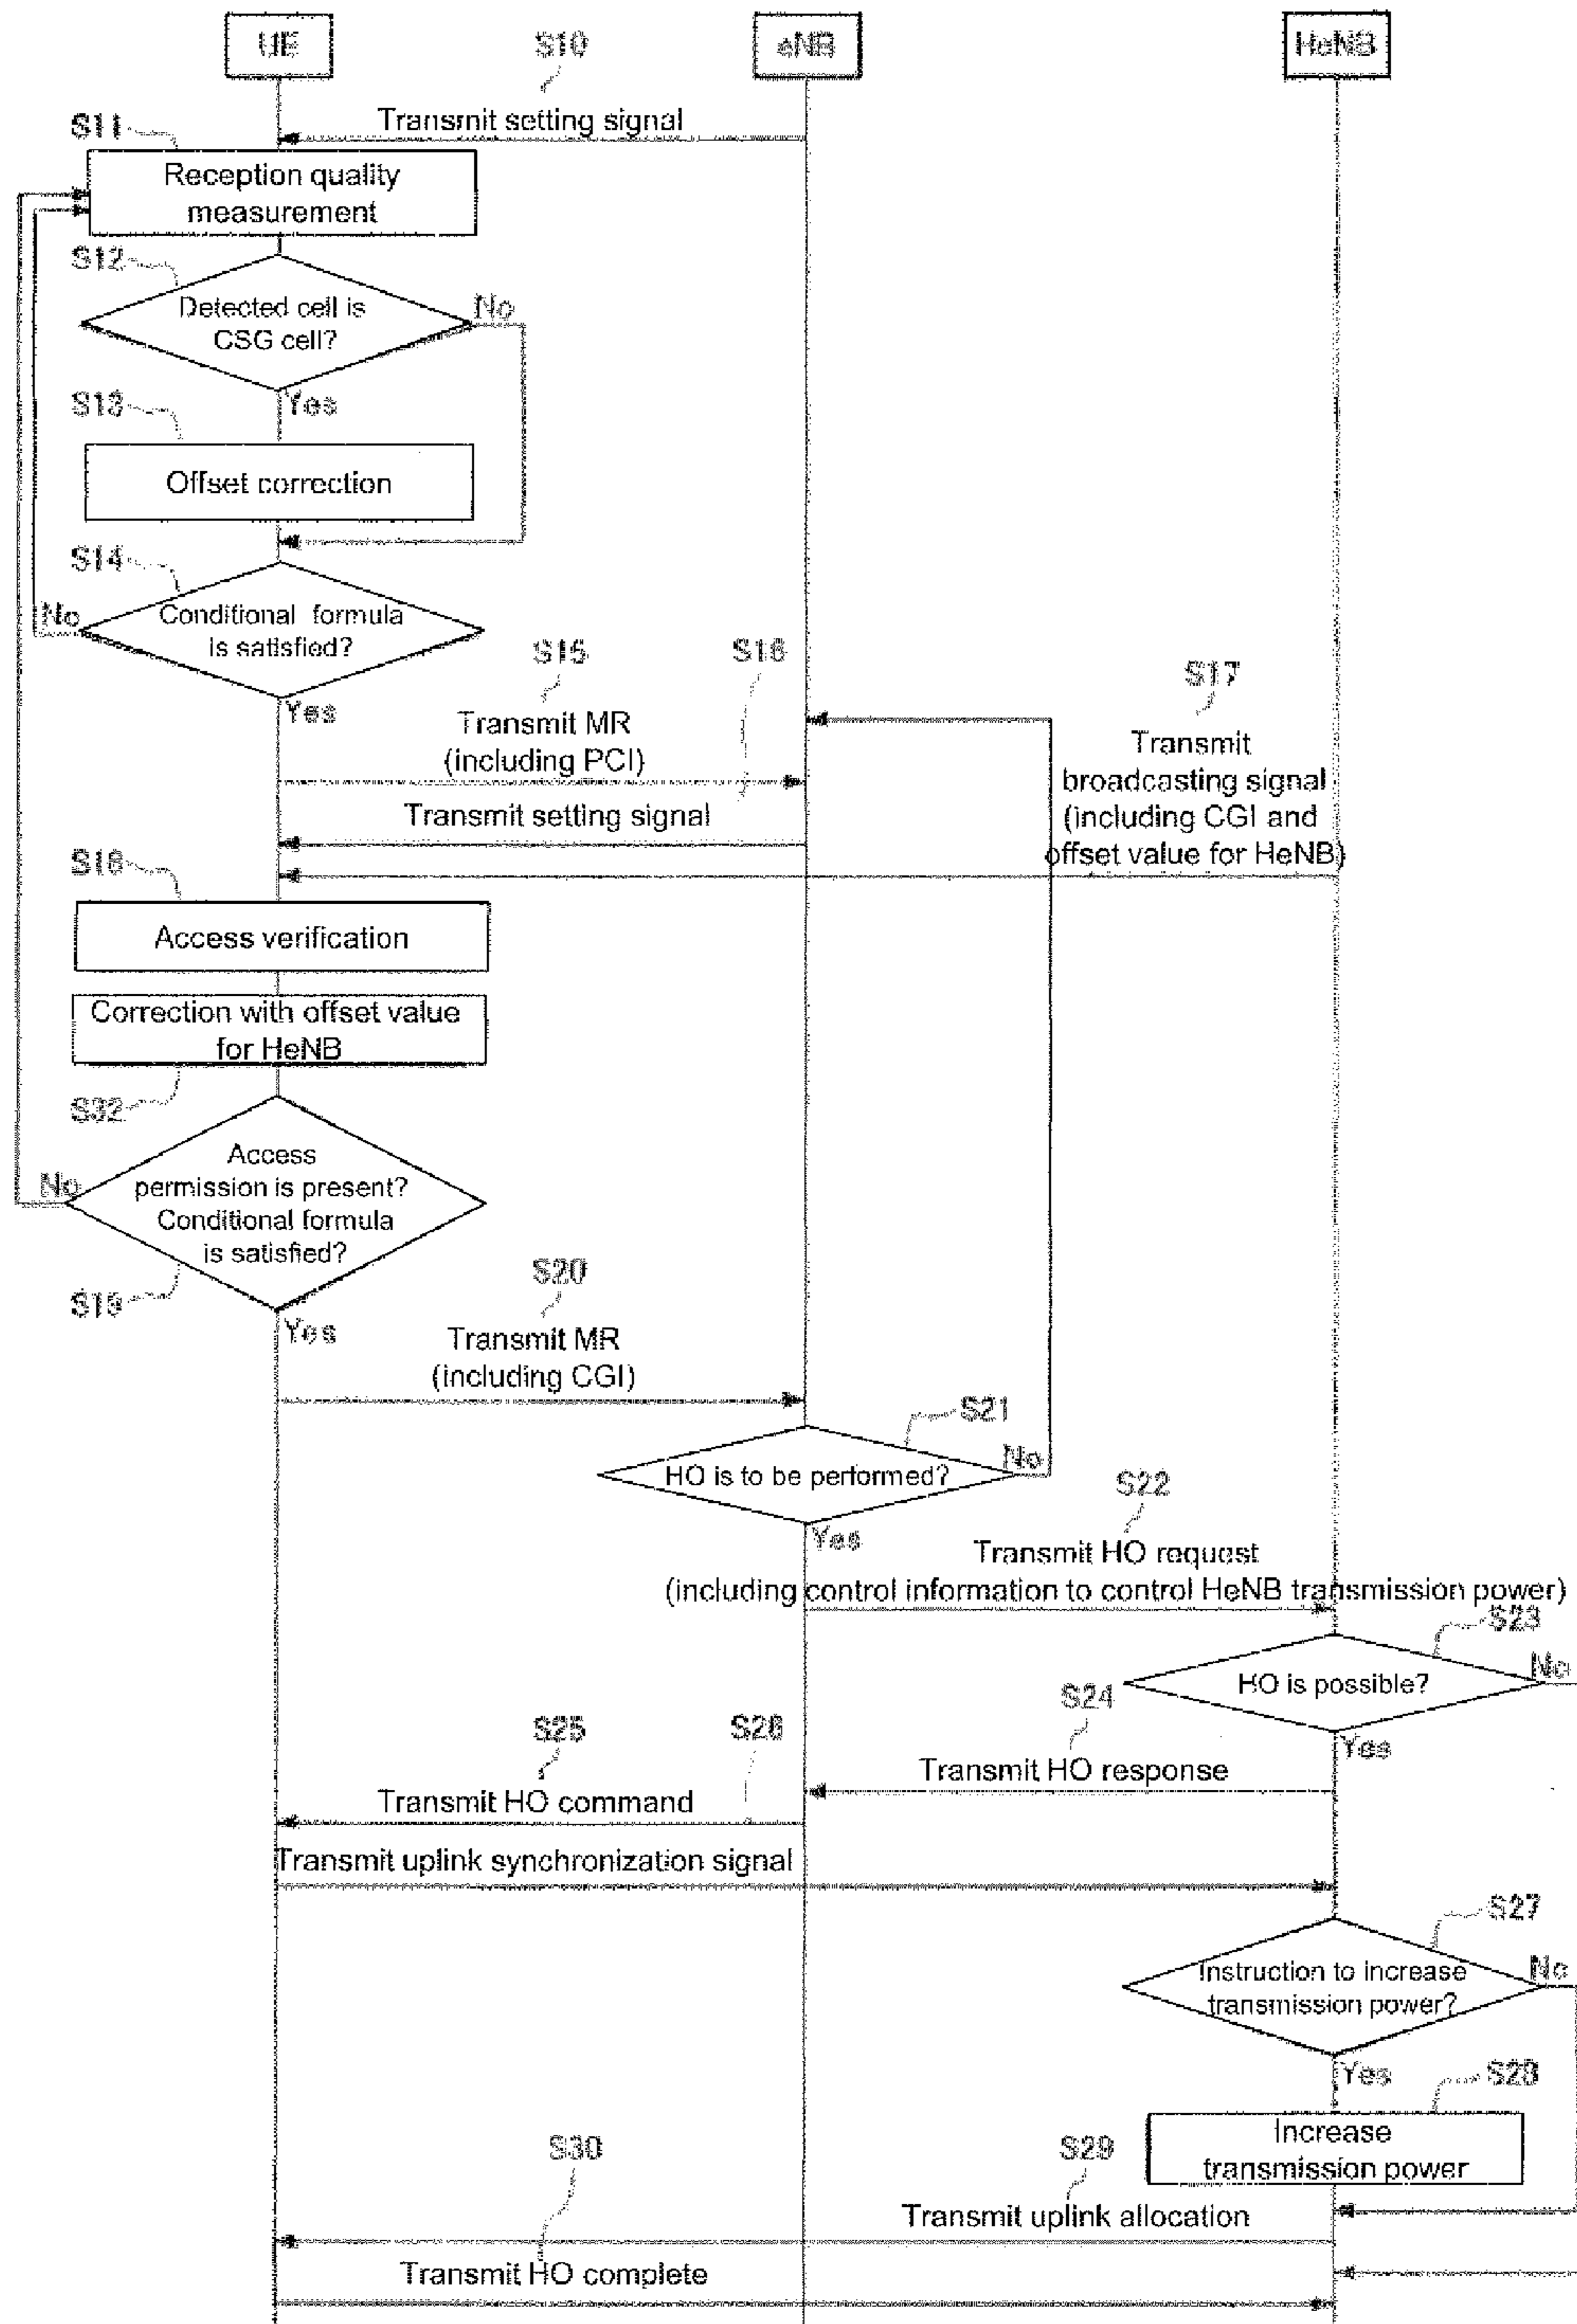 UE
S10
eNB
HeNB
Transmit setting signal
S11
Reception quality
measurement
S12
Detected cell is
CSG cell?
No
Yes
S13
Offset correction
S14
No
Conditional formula
is satisfied?
Yes
S15
Transmit MR
(including PCI)
S16
Transmit setting signal
S17
Transmit
broadcasting signal
(including CGI and
offset value for HeNB)
S18
Access verification
Correction with offset value
for HeNB
S32
No
Access
permission is present?
Conditional formula
is satisfied?
S19
Yes
S20
Transmit MR
(including CGI)
S21
HO is to be performed?
No
Yes
S22
Transmit HO request
(including control information to control HeNB transmission power)
S23
HO is possible?
No
Yes
S24
Transmit HO response
S25
S26
Transmit HO command
Transmit uplink synchronization signal
S27
Instruction to increase
transmission power?
No
Yes
S28
Increase
transmission power
S29
Transmit uplink allocation
S30
Transmit HO complete